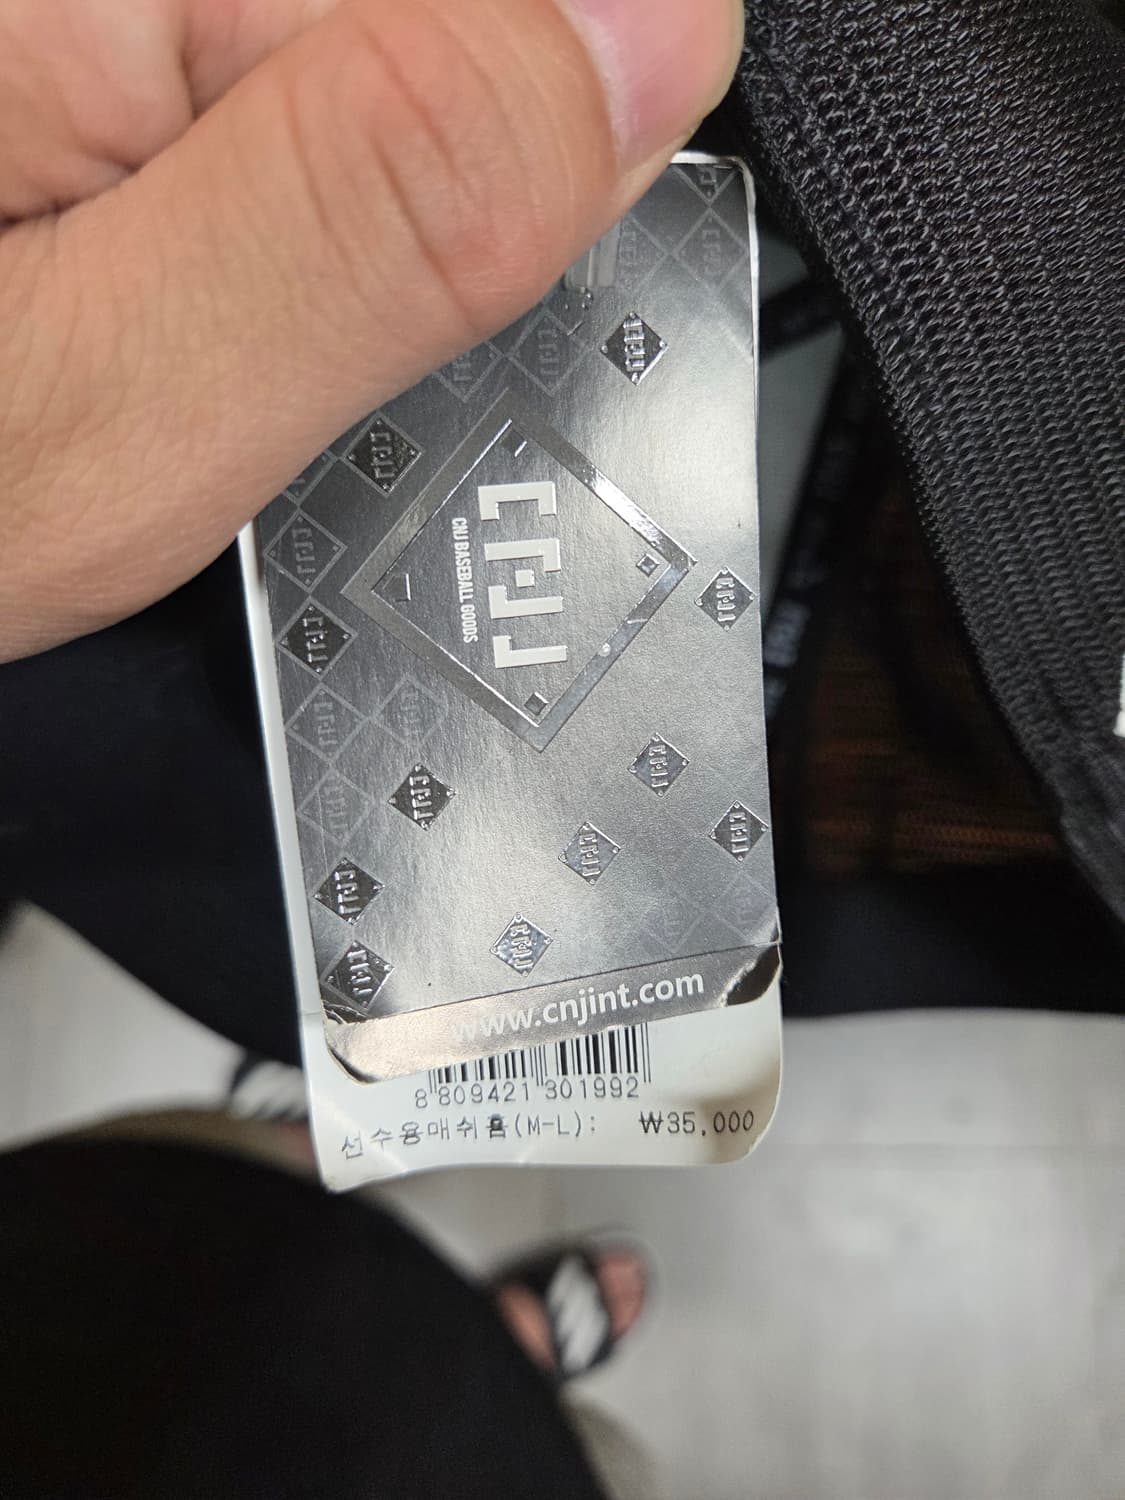 CNJ
CNJ BASEBALL GOODS
www.cnjint.com
8 809421 301992
선수용매쉬홈(M-L): ₩35,000